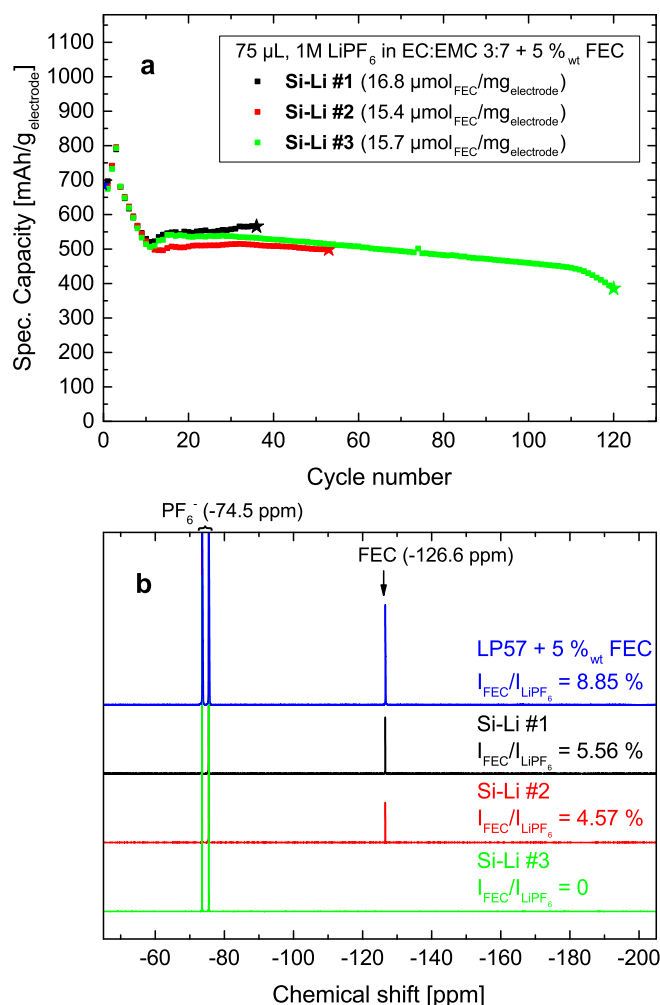 75 µL, 1M LiPF6 in EC:EMC 3:7 + 5 %wt FEC
a
Si-Li #1 (16.8 µmolFEC/mgelectrode)
Si-Li #2 (15.4 µmolFEC/mgelectrode)
Si-Li #3 (15.7 µmolFEC/mgelectrode)
Spec. Capacity [mAh/gelectrode]
1100
1000
900
800
700
600
500
400
300
200
100
0
0 20 40 60 80 100 120
Cycle number
PF6- (-74.5 ppm)
FEC (-126.6 ppm)
b
LP57 + 5 %wt FEC
IFEC/ILiPF6 = 8.85 %
Si-Li #1
IFEC/ILiPF6 = 5.56 %
Si-Li #2
IFEC/ILiPF6 = 4.57 %
Si-Li #3
IFEC/ILiPF6 = 0
-60 -80 -100 -120 -140 -160 -180 -200
Chemical shift [ppm]